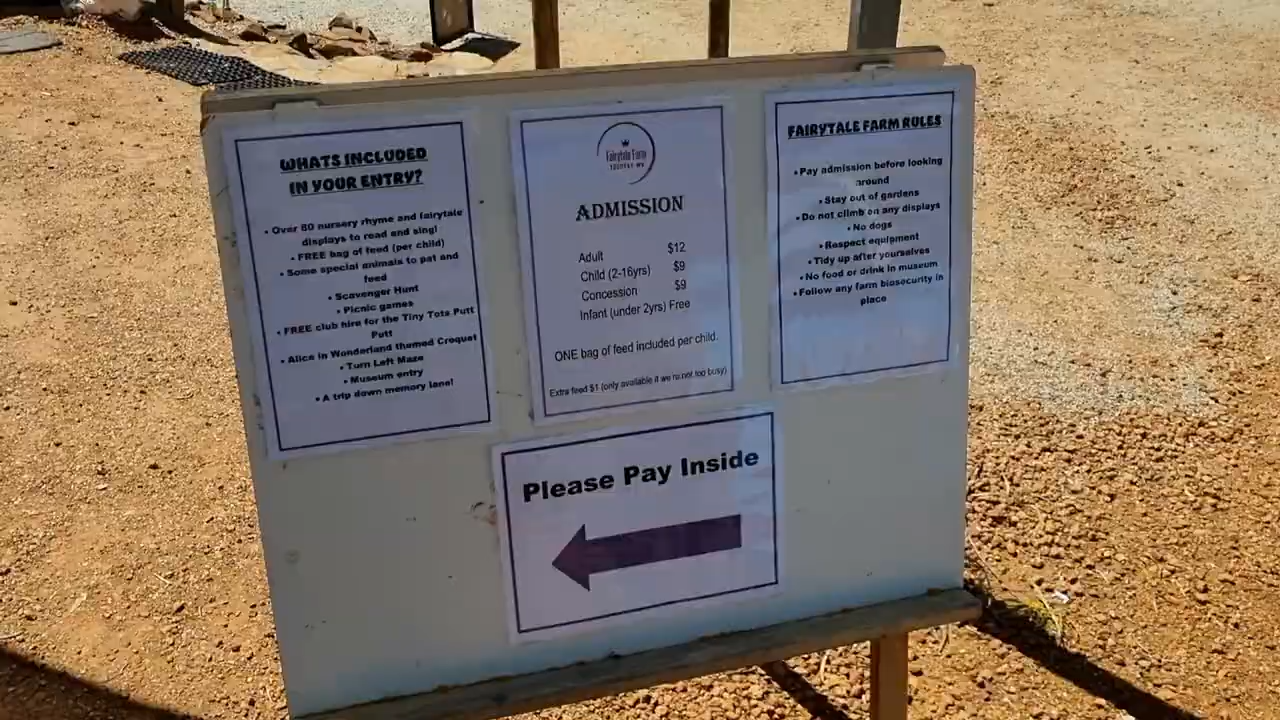 WHATS INCLUDED
IN YOUR ENTRY?
• Over 80 nursery rhyme and fairytale
displays to read and sing!
• FREE bag of feed (per child)
• Some special animals to pat and
feed
• Scavenger Hunt
• Picnic games
• FREE club hire for the Tiny Tots Putt
Putt
• Alice in Wonderland themed Croquet
• Turn Left Maze
• Museum entry
• A trip down memory lane!
Fairytale Farm
ADMISSION
Adult $12
Child (2-16yrs) $9
Concession $9
Infant (under 2yrs) Free
ONE bag of feed included per child.
Extra feed $1 (only available if we're not too busy)
FAIRYTALE FARM RULES
• Pay admission before looking
around
• Stay out of gardens
• Do not climb on any displays
• No dogs
• Respect equipment
• Tidy up after yourselves
• No food or drink in museum
• Follow any farm biosecurity in
place
Please Pay Inside